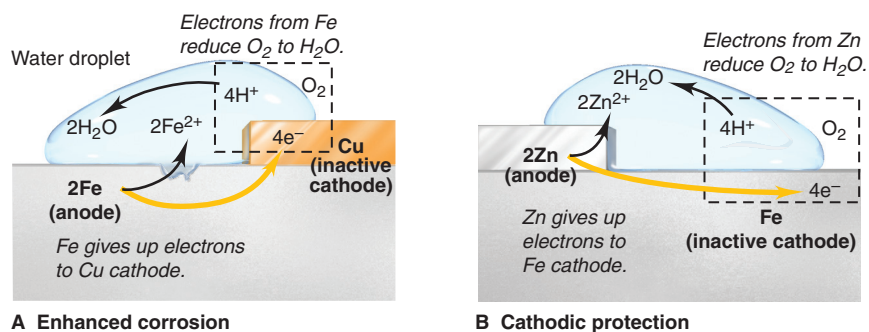 Electrons from Fe
reduce O₂ to H₂O.
Water droplet
O₂
4H⁺
2H₂O
2Fe²⁺
4e⁻
Cu
(inactive
cathode)
2Fe
(anode)
Fe gives up electrons
to Cu cathode.
A Enhanced corrosion
Electrons from Zn
reduce O₂ to H₂O.
2H₂O
2Zn²⁺
4H⁺
O₂
2Zn
(anode)
4e⁻
Zn gives up
electrons to
Fe cathode.
Fe
(inactive cathode)
B Cathodic protection